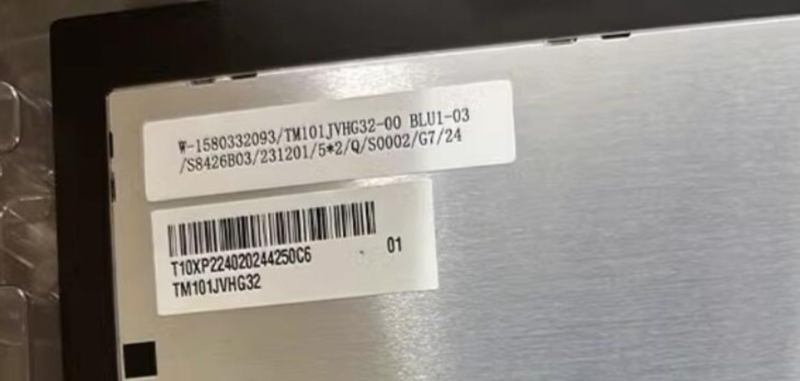 W-1580332093/TM101JVHG32-00 BLU1-03
/S8426B03/231201/5*2/Q/S0002/G7/24
T10XP224020244250C6 01
TM101JVHG32